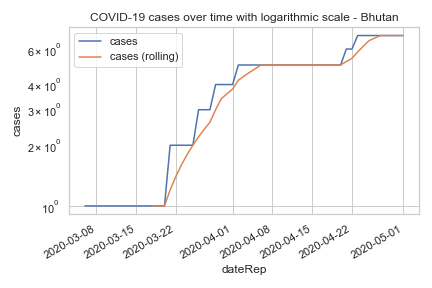 COVID-19 cases over time with logarithmic scale - Bhutan
cases
cases (rolling)
6 × 10⁰
4 × 10⁰
3 × 10⁰
2 × 10⁰
10⁰
cases
2020-03-08
2020-03-15
2020-03-22
2020-04-01
2020-04-08
2020-04-15
2020-04-22
2020-05-01
dateRep